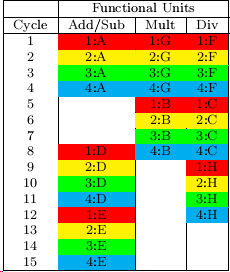 Functional Units
Cycle Add/Sub Mult Div
1 1:A 1:G 1:F
2 2:A 2:G 2:F
3 3:A 3:G 3:F
4 4:A 4:G 4:F
5 1:B 1:C
6 2:B 2:C
7 3:B 3:C
8 1:D 4:B 4:C
9 2:D 1:H
10 3:D 2:H
11 4:D 3:H
12 1:E 4:H
13 2:E
14 3:E
15 4:E